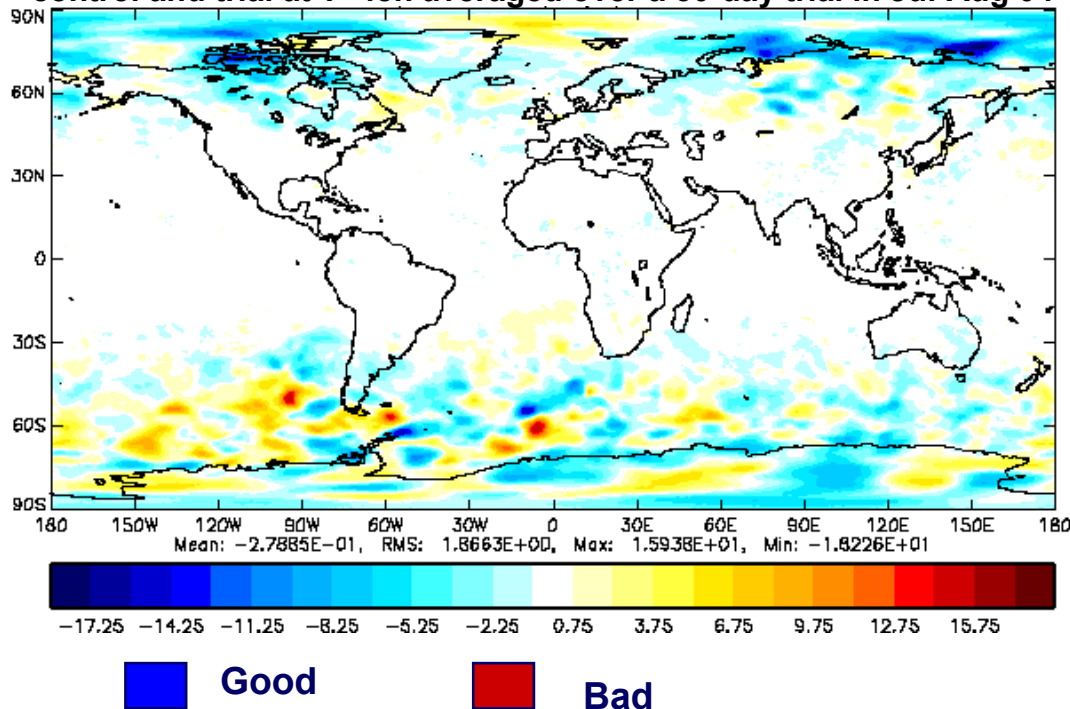 90N
60N
30N
0
30S
60S
90S
180 150W 120W 90W 60W 30W 0 30E 60E 90E 120E 150E 180
Mean: -2.7885E-01, RMS: 1.8663E+00, Max: 1.5938E+01, Min: -1.8226E+01
-17.25 -14.25 -11.25 -8.25 -5.25 -2.25 0.75 3.75 6.75 9.75 12.75 15.75
Good Bad